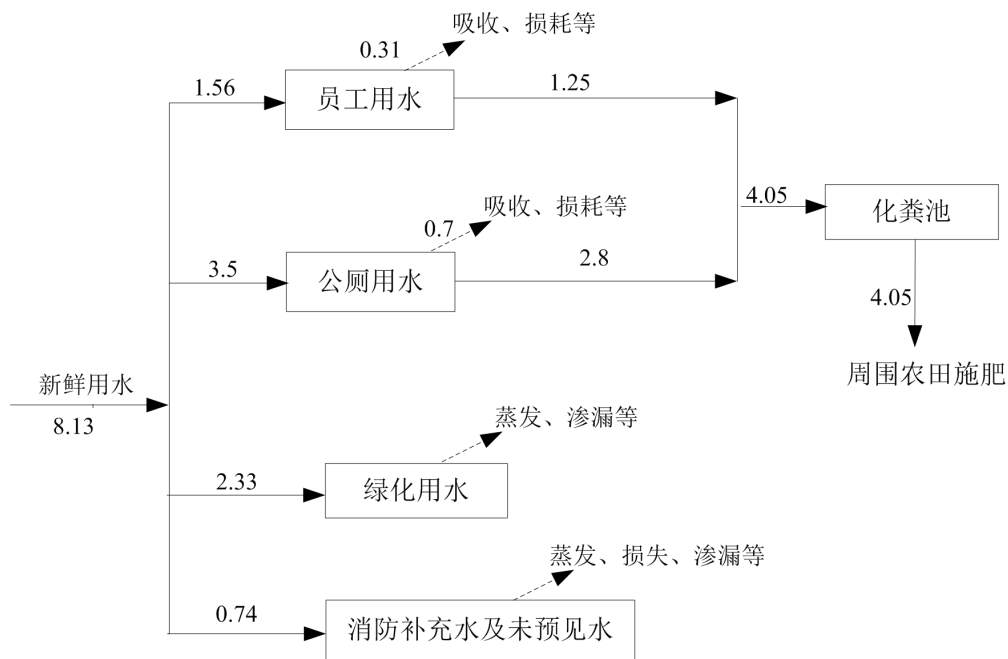 吸收、损耗等
0.31
1.56
员工用水
1.25
4.05
化粪池
吸收、损耗等
0.7
3.5
公厕用水
2.8
4.05
周围农田施肥
新鲜用水
8.13
蒸发、渗漏等
2.33
绿化用水
蒸发、损失、渗漏等
0.74
消防补充水及未预见水